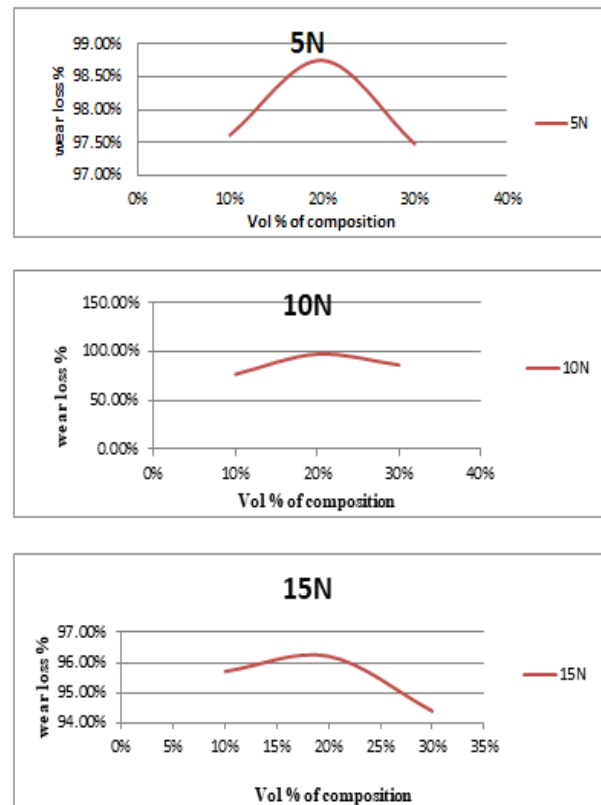 5N
99.00%
98.50%
98.00%
97.50%
97.00%
wear loss %
0% 10% 20% 30% 40%
Vol % of composition
5N
10N
150.00%
100.00%
50.00%
0.00%
wear loss %
0% 10% 20% 30% 40%
Vol % of composition
10N
15N
97.00%
96.00%
95.00%
94.00%
wear loss %
0% 5% 10% 15% 20% 25% 30% 35%
Vol % of composition
15N